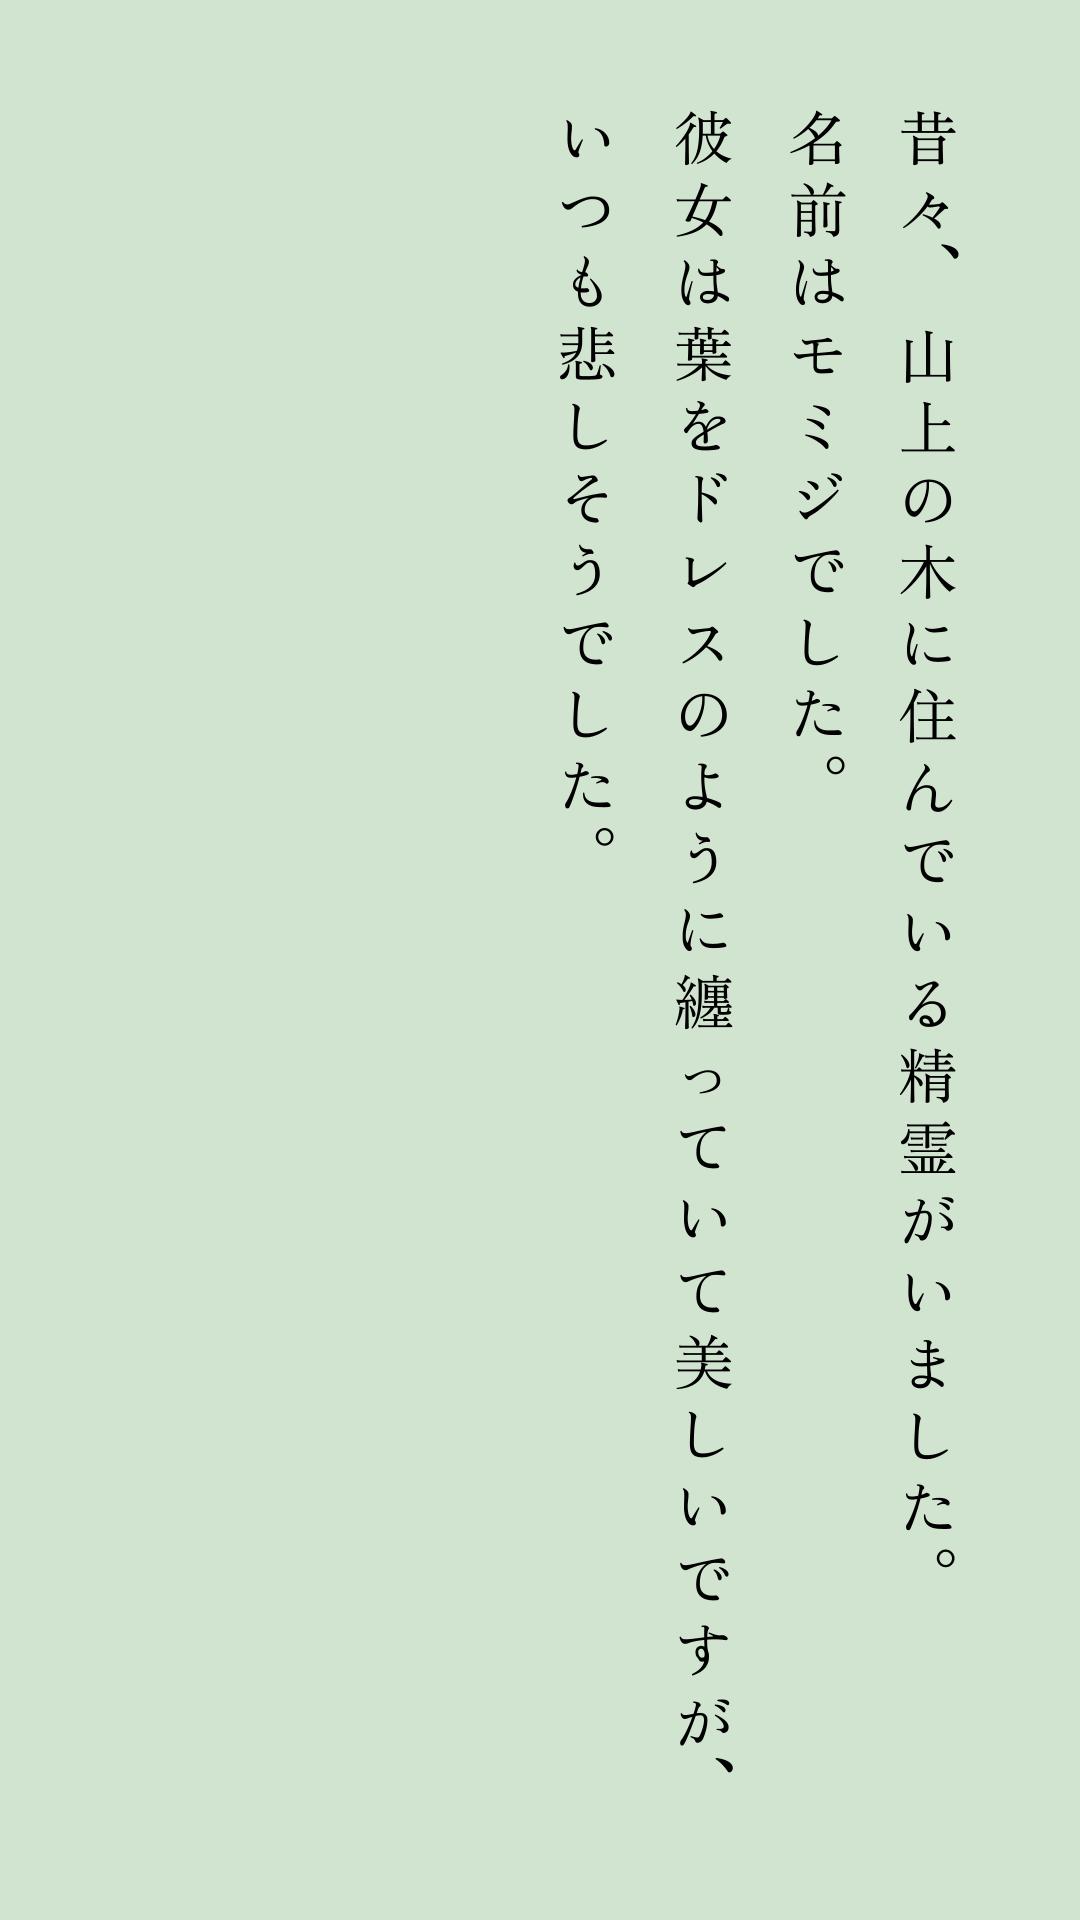 昔々、山上の木に住んでいる精霊がいました。
名前はモミジでした。
彼女は葉をドレスのように纏っていて美しいですが、
いつも悲しそうでした。